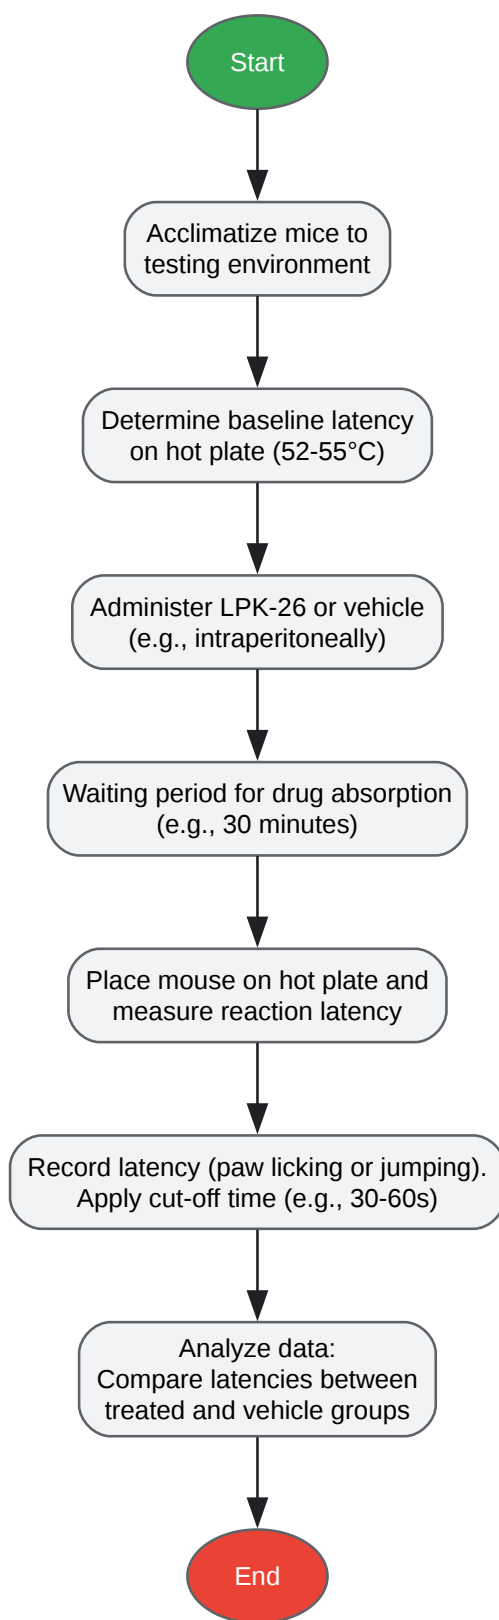 Start
Acclimatize mice to
testing environment
Determine baseline latency
on hot plate (52-55°C)
Administer LPK-26 or vehicle
(e.g., intraperitoneally)
Waiting period for drug absorption
(e.g., 30 minutes)
Place mouse on hot plate and
measure reaction latency
Record latency (paw licking or jumping).
Apply cut-off time (e.g., 30-60s)
Analyze data:
Compare latencies between
treated and vehicle groups
End